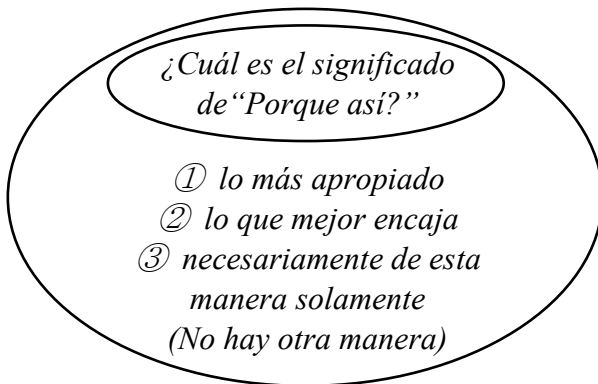 ¿Cuál es el significado
de“Porque así?”
① lo más apropiado
② lo que mejor encaja
③ necesariamente de esta
manera solamente
(No hay otra manera)